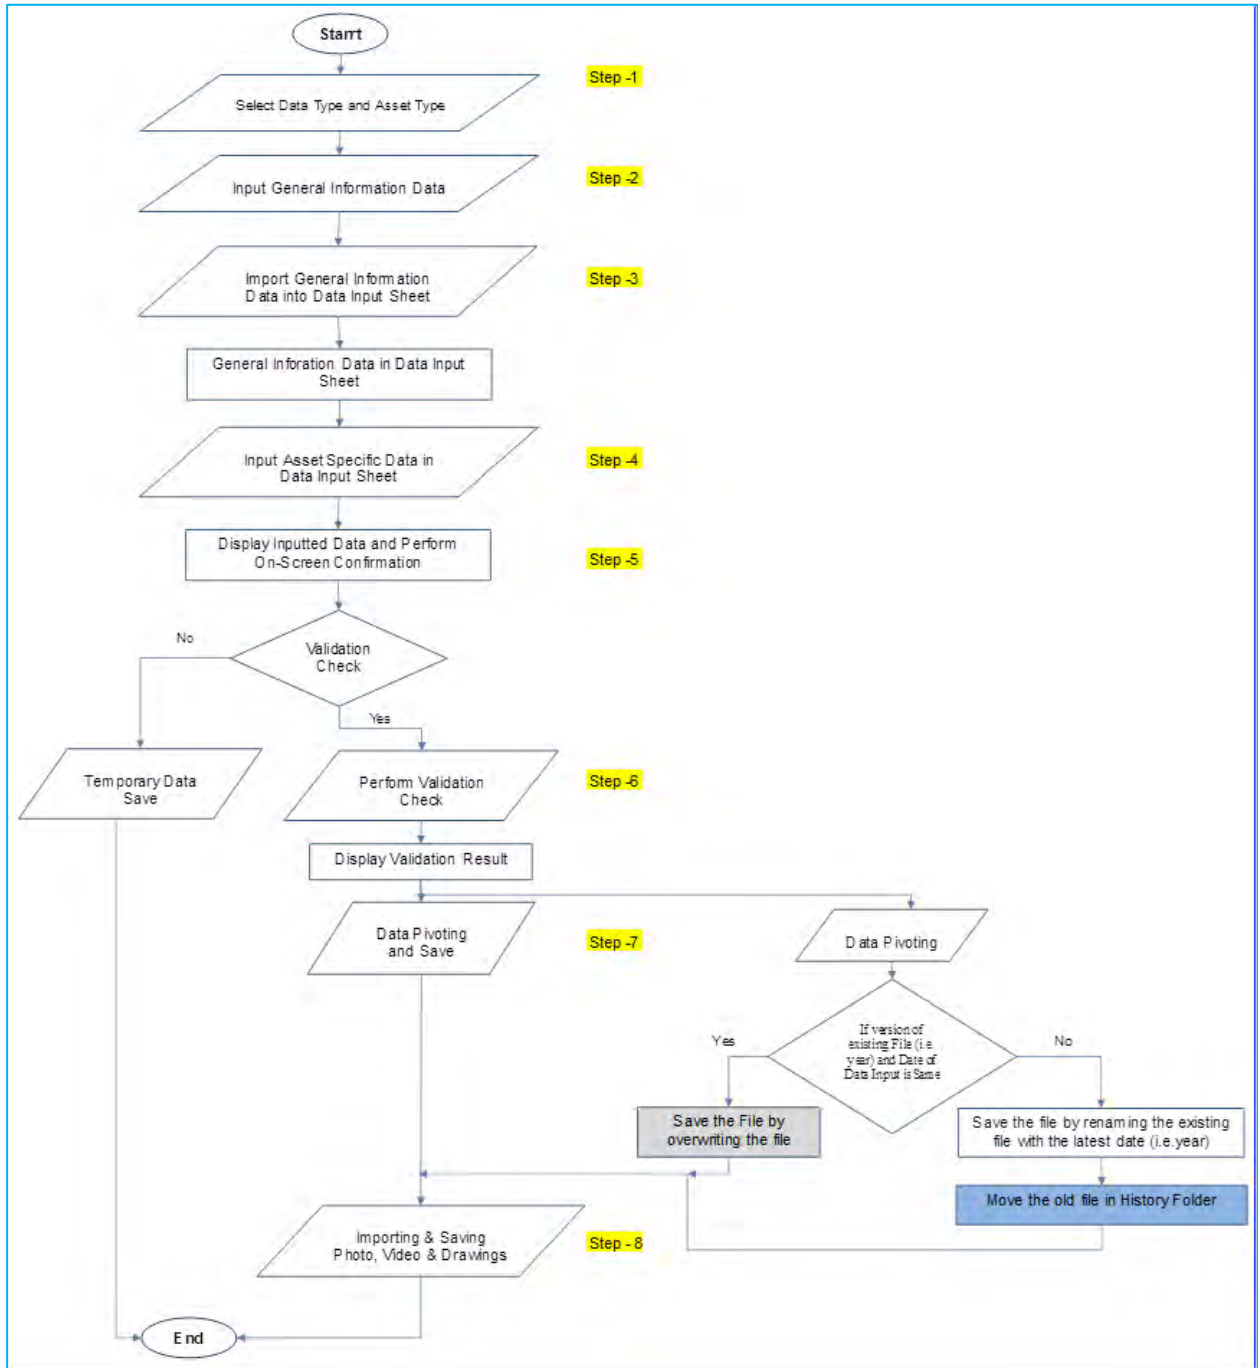 Starrt
Step -1
Select Data Type and Asset Type
Step -2
Input General Information Data
Step -3
Import General Information
Data into Data Input Sheet
General Inforation Data in Data Input
Sheet
Input Asset Specific Data in
Data Input Sheet
Step -4
Display Inputted Data and Perform
On-Screen Confirmation
Step -5
No
Validation
Check
Yes
Temporary Data
Save
Perform Validation
Check
Step -6
Display Validation Result
Data Pivoting
and Save
Step -7
Data Pivoting
If version of
existing File (i.e.
year) and Date of
Data Input is Same
Yes
No
Save the File by
overwriting the file
Save the file by renaming the existing
file with the latest date (i.e.year)
Move the old file in History Folder
Importing & Saving
Photo, Video & Drawings
Step - 8
End